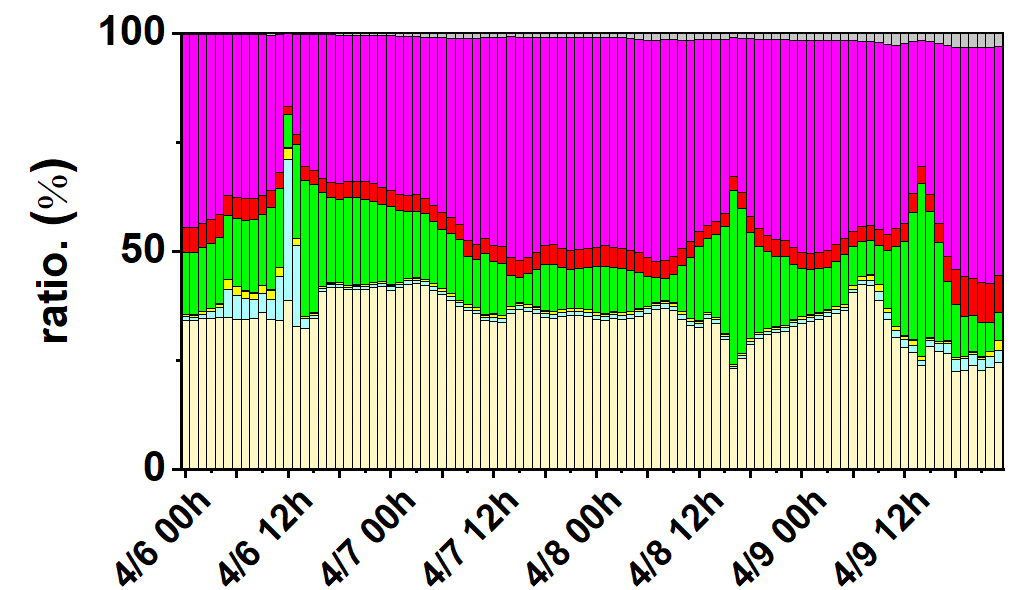 100
50
0
ratio. (%)
4/6 00h
4/6 12h
4/7 00h
4/7 12h
4/8 00h
4/8 12h
4/9 00h
4/9 12h